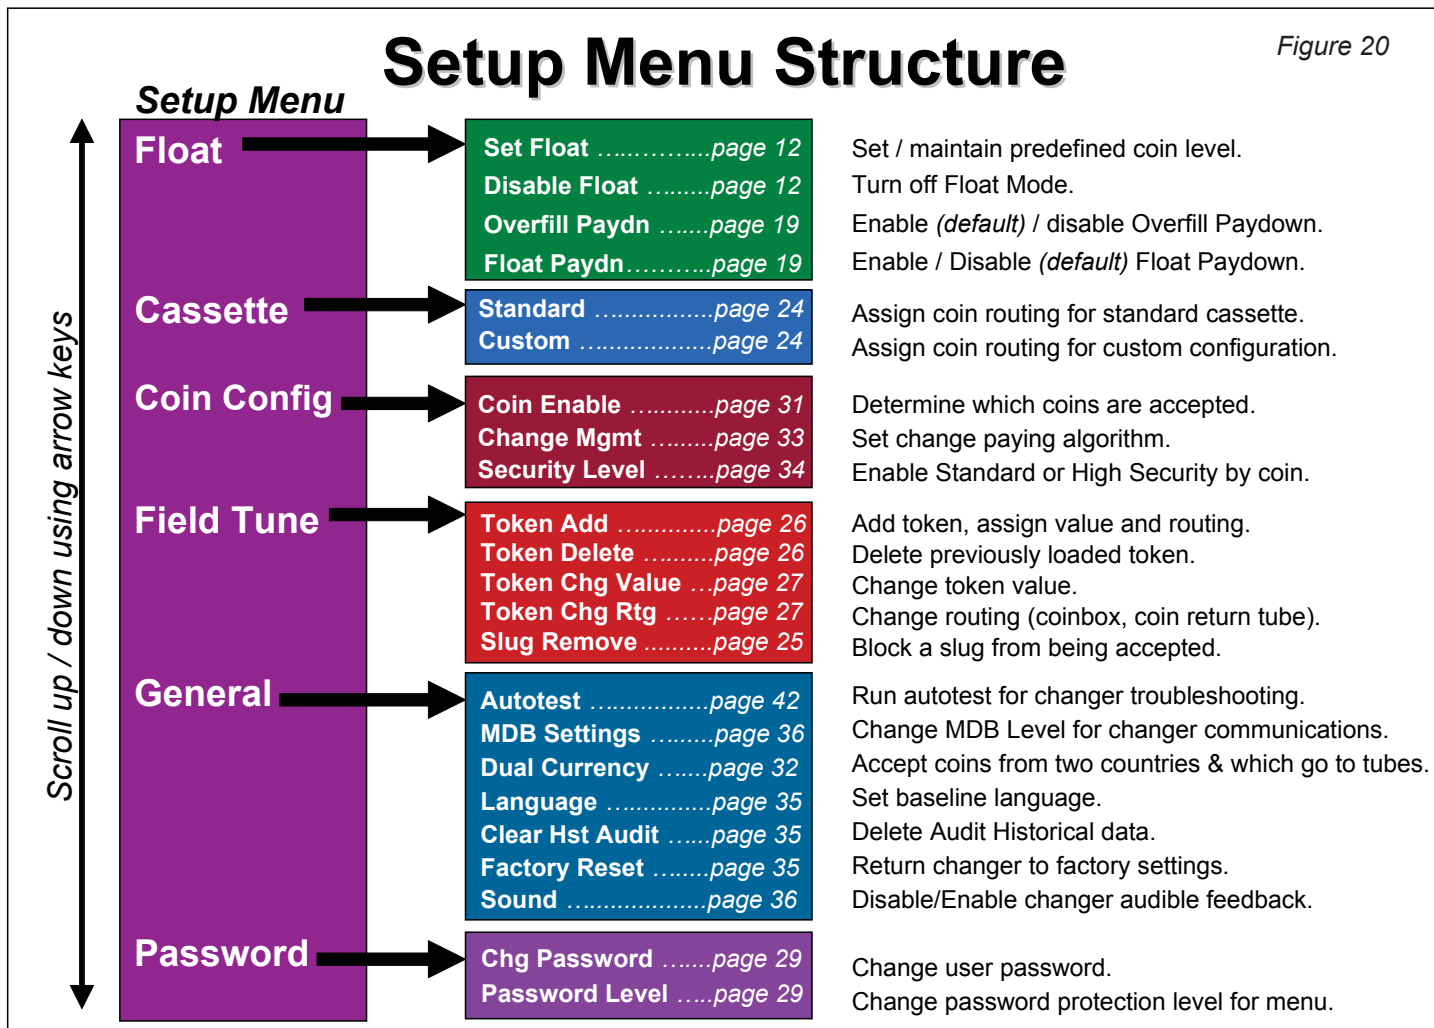 Setup Menu Structure
Figure 20
Setup Menu
Scroll up / down using arrow keys
Float
Set Float ................page 12 Set / maintain predefined coin level.
Disable Float .........page 12 Turn off Float Mode.
Overfill Paydn .......page 19 Enable (default) / disable Overfill Paydown.
Float Paydn............page 19 Enable / Disable (default) Float Paydown.
Cassette
Standard ..................page 24 Assign coin routing for standard cassette.
Custom ....................page 24 Assign coin routing for custom configuration.
Coin Config
Coin Enable .............page 31 Determine which coins are accepted.
Change Mgmt ..........page 33 Set change paying algorithm.
Security Level .........page 34 Enable Standard or High Security by coin.
Field Tune
Token Add ...............page 26 Add token, assign value and routing.
Token Delete ............page 26 Delete previously loaded token.
Token Chg Value ...page 27 Change token value.
Token Chg Rtg ......page 27 Change routing (coinbox, coin return tube).
Slug Remove ..........page 25 Block a slug from being accepted.
General
Autotest ..................page 42 Run autotest for changer troubleshooting.
MDB Settings .........page 36 Change MDB Level for changer communications.
Dual Currency ........page 32 Accept coins from two countries & which go to tubes.
Language ...............page 35 Set baseline language.
Clear Hst Audit .......page 35 Delete Audit Historical data.
Factory Reset .........page 35 Return changer to factory settings.
Sound .....................page 36 Disable/Enable changer audible feedback.
Password
Chg Password ........page 29 Change user password.
Password Level .....page 29 Change password protection level for menu.